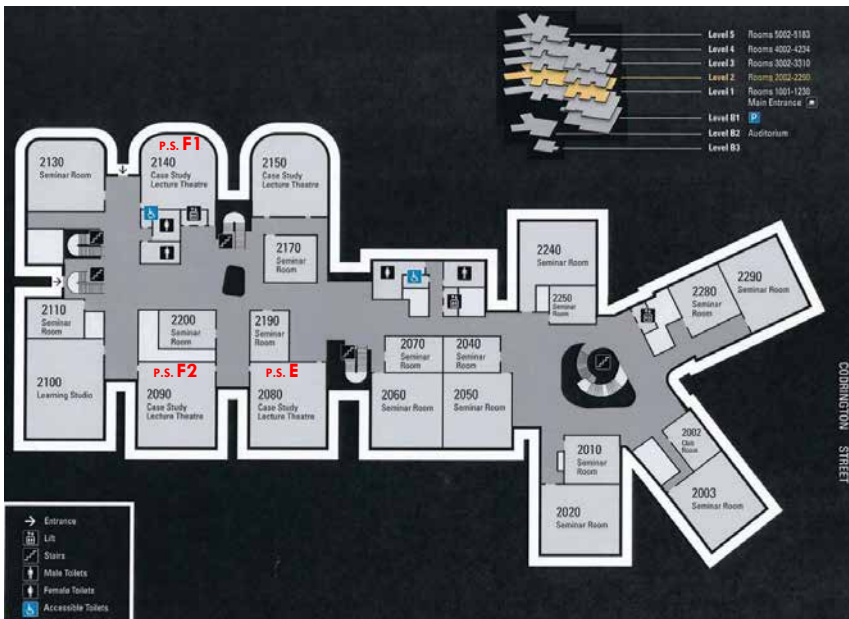 Level 5 Rooms 5002-5183
Level 4 Rooms 4002-4234
Level 3 Rooms 3002-3310
Level 2 Rooms 2002-2290
Level 1 Rooms 1001-1230
Main Entrance
Level B1 P
Level B2 Auditorium
Level B3
P.S. F1
2130
Seminar Room
2140
Case Study
Lecture Theatre
2150
Case Study
Lecture Theatre
2170
Seminar
Room
2240
Seminar Room
2250
Seminar
Room
2280
Seminar
Room
2290
Seminar Room
2110
Seminar
Room
2200
Seminar
Room
2190
Seminar
Room
2070
Seminar
Room
2040
Seminar
Room
P.S. F2
P.S. E
2100
Learning Studio
2090
Case Study
Lecture Theatre
2080
Case Study
Lecture Theatre
2060
Seminar Room
2050
Seminar Room
2010
Seminar
Room
2020
Seminar Room
2002
Club
Room
2003
Seminar Room
CODRINGTON STREET
Entrance
Lift
Stairs
Male Toilets
Female Toilets
Accessible Toilets